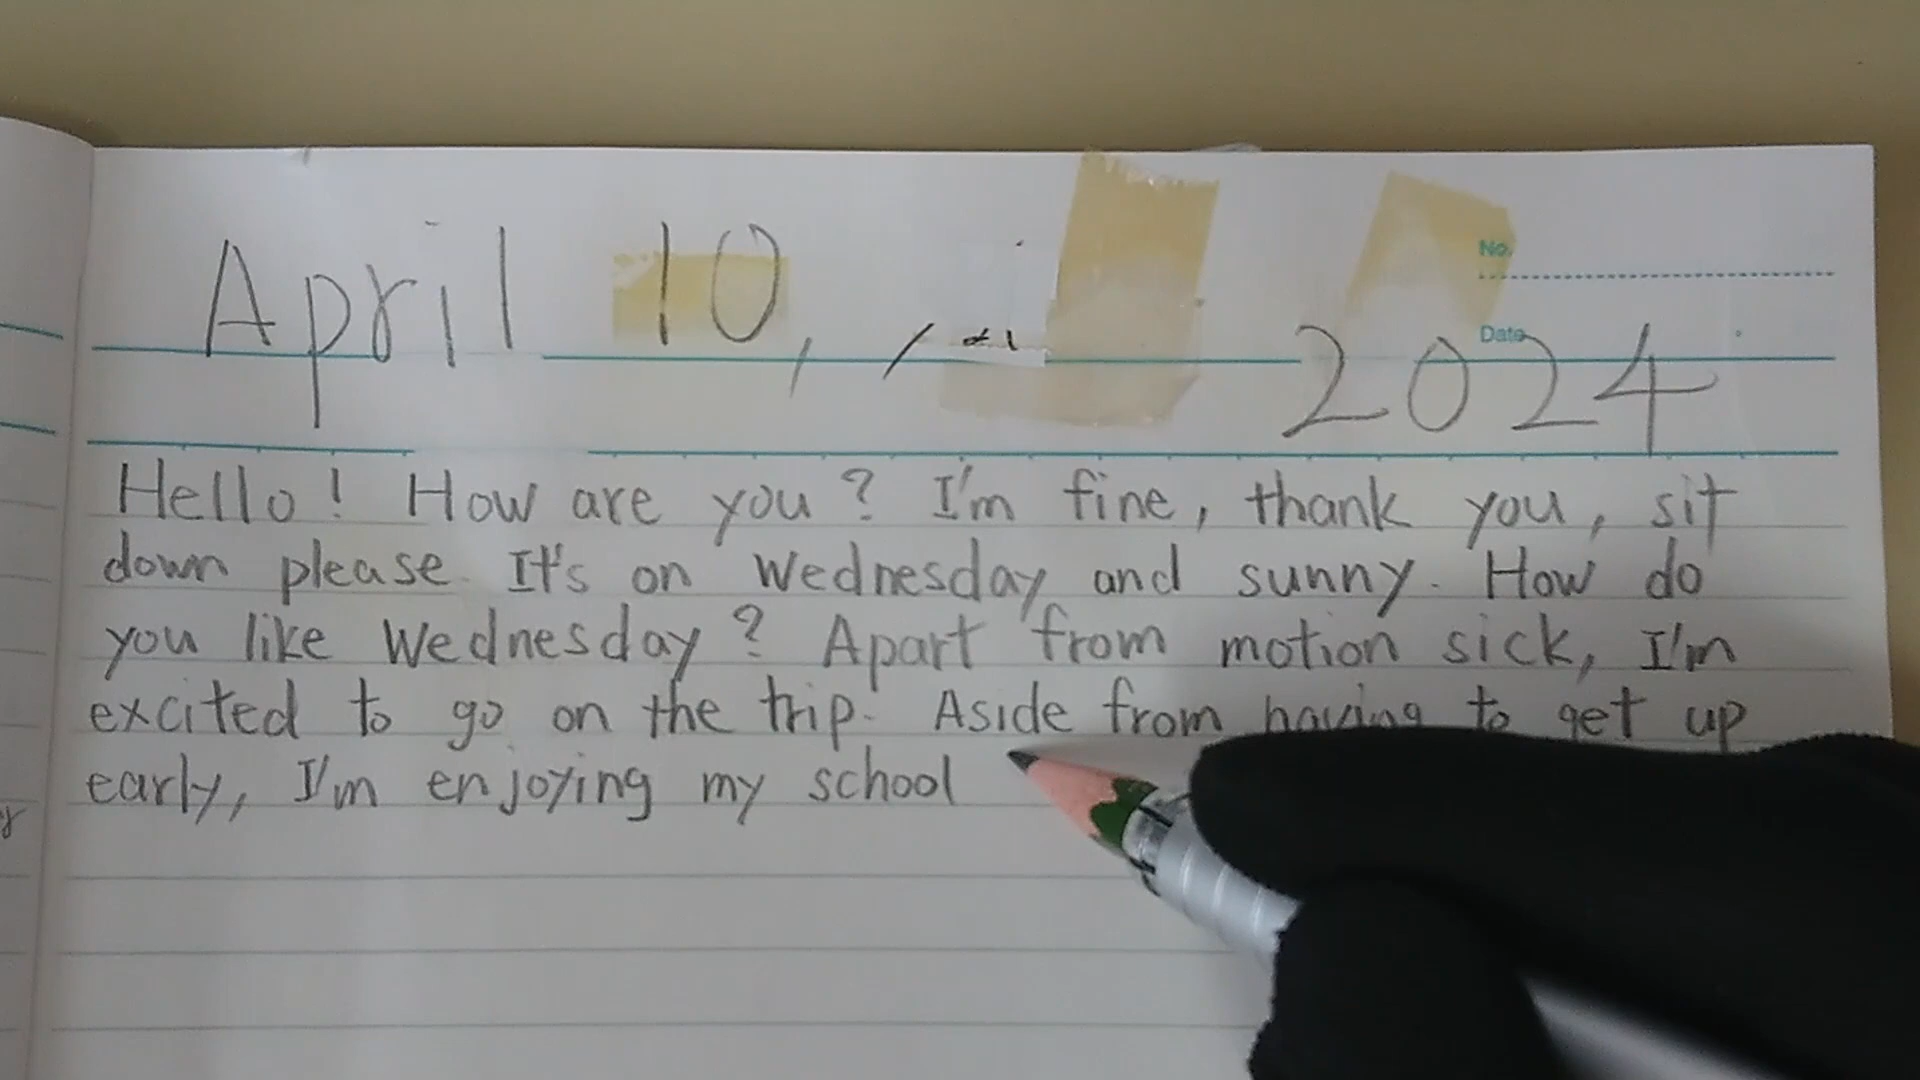 April 10, , 2024
No.
Date
Hello! How are you? I'm fine, thank you, sit
down please. It's on Wednesday and sunny. How do
you like Wednesday? Apart from motion sick, I'm
excited to go on the trip. Aside from having to get up
early, I'm enjoying my school